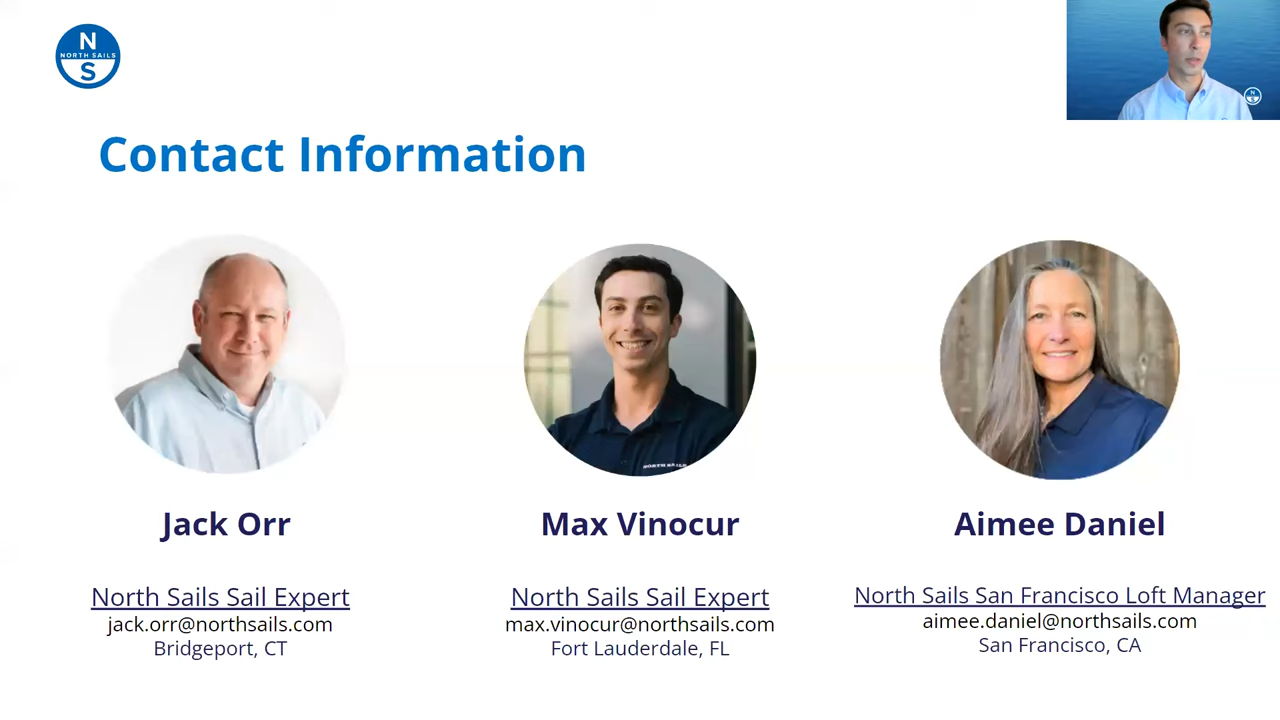 N
NORTH SAILS
S
N
S
Contact Information
NORTH SAILS
Jack Orr
Max Vinocur
Aimee Daniel
North Sails Sail Expert
jack.orr@northsails.com
Bridgeport, CT
North Sails Sail Expert
max.vinocur@northsails.com
Fort Lauderdale, FL
North Sails San Francisco Loft Manager
aimee.daniel@northsails.com
San Francisco, CA